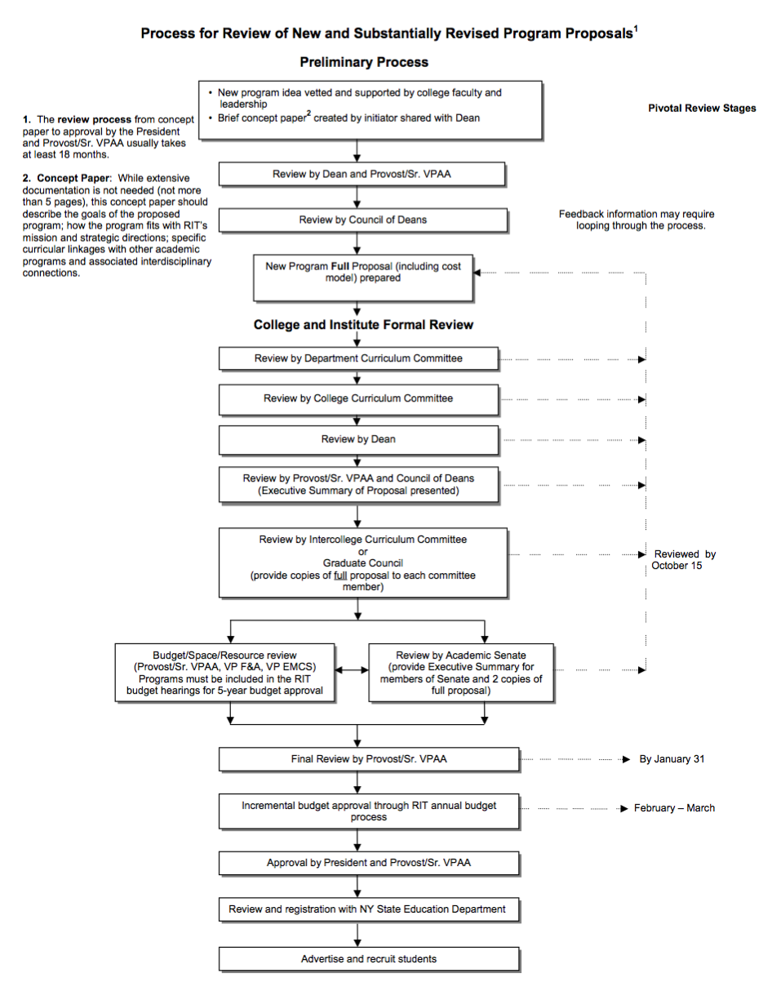 Process for Review of New and Substantially Revised Program Proposals1
Preliminary Process
• New program idea vetted and supported by college faculty and
leadership
• Brief concept paper2 created by initiator shared with Dean
Pivotal Review Stages
1. The review process from concept
paper to approval by the President
and Provost/Sr. VPAA usually takes
at least 18 months.
2. Concept Paper: While extensive
documentation is not needed (not more
than 5 pages), this concept paper should
describe the goals of the proposed
program; how the program fits with RIT's
mission and strategic directions; specific
curricular linkages with other academic
programs and associated interdisciplinary
connections.
Review by Dean and Provost/Sr. VPAA
Review by Council of Deans
Feedback information may require
looping through the process.
New Program Full Proposal (including cost
model) prepared
College and Institute Formal Review
Review by Department Curriculum Committee
Review by College Curriculum Committee
Review by Dean
Review by Provost/Sr. VPAA and Council of Deans
(Executive Summary of Proposal presented)
Review by Intercollege Curriculum Committee
or
Graduate Council
(provide copies of full proposal to each committee
member)
Reviewed by
October 15
Budget/Space/Resource review
(Provost/Sr. VPAA, VP F&A, VP EMCS)
Programs must be included in the RIT
budget hearings for 5-year budget approval
Review by Academic Senate
(provide Executive Summary for
members of Senate and 2 copies of
full proposal)
Final Review by Provost/Sr. VPAA
By January 31
Incremental budget approval through RIT annual budget
process
February – March
Approval by President and Provost/Sr. VPAA
Review and registration with NY State Education Department
Advertise and recruit students